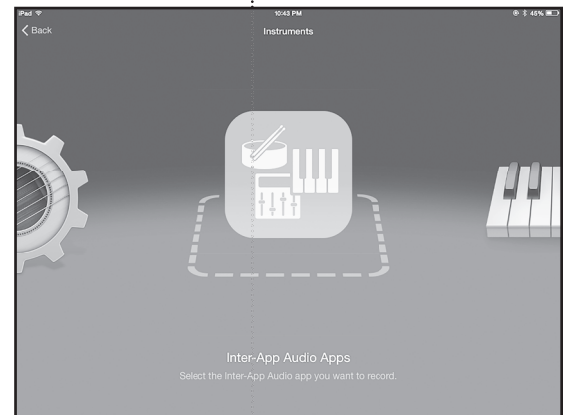 iPad 10:43 PM 45%
Back Instruments
Inter-App Audio Apps
Select the Inter-App Audio app you want to record.